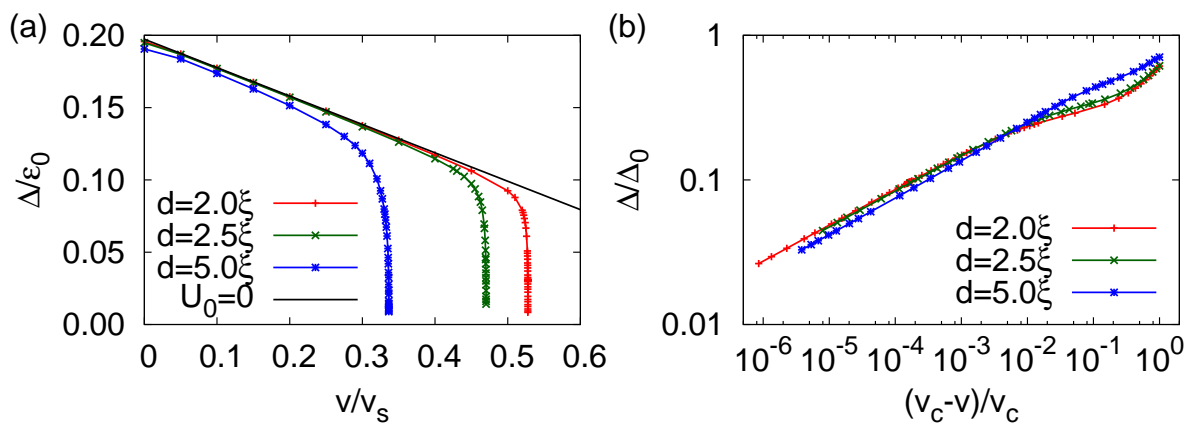 (a)
Δ/ε₀
0.20
0.15
0.10
0.05
0.00
d=2.0ξ
d=2.5ξ
d=5.0ξ
U₀=0
0 0.1 0.2 0.3 0.4 0.5 0.6
v/vₛ
(b)
Δ/Δ₀
1
0.1
0.01
d=2.0ξ
d=2.5ξ
d=5.0ξ
10⁻⁶ 10⁻⁵ 10⁻⁴ 10⁻³ 10⁻² 10⁻¹ 10⁰
(v_c-v)/v_c